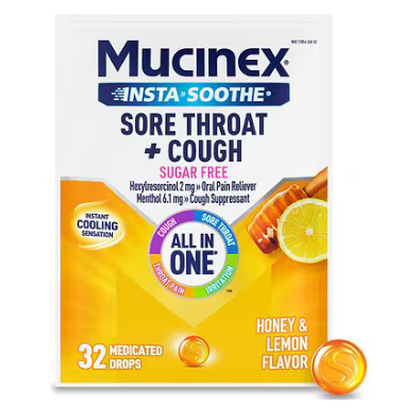 Mucinex®
INSTA»SOOTHE®
SORE THROAT
+ COUGH
SUGAR FREE
Hexylresorcinol 2 mg » Oral Pain Reliever
Menthol 6.1 mg » Cough Suppressant
INSTANT
COOLING
SENSATION
COUGH
SORE THROAT
THROAT PAIN
IRRITATION
ALL IN
ONE*
TM
32 MEDICATED
DROPS
HONEY &
LEMON
FLAVOR